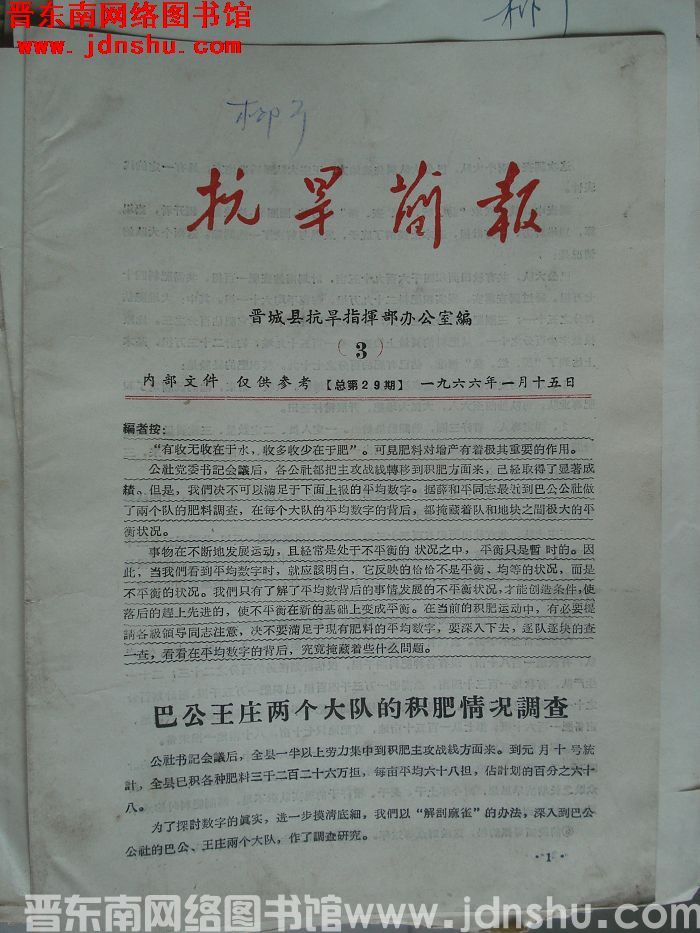 晋东南网络图书馆
www.jdnshu.com
抗旱简报
晋城县抗旱指揮部办公室編
（3）
内部文件 仅供参考【总第29期】一九六六年一月十五日
編者按：
“有收无收在于水，收多收少在于肥”。可見肥料对增产有着极其重要的作用。
公社党委书記会議后，各公社都把主攻战綫轉移到积肥方面来，已經取得了显著成
績。但是，我們决不可以滿足于下面上报的平均数字。据薛和平同志最近到巴公公社做
了兩个队的肥料調查，在每个大队的平均数字的背后，都掩藏着队和地块之間极大的平
衡状况。
事物在不断地发展运动，且經常是处于不平衡的 状况之中，平衡只是暫 时的。因
此，当我們看到平均数字时，就应該明白，它反映的恰恰不是平衡、均等的状况，而是
不平衡的状况。我們只有了解了平均数背后的事情发展的不平衡状况，才能创造条件，使
落后的赶上先进的，使不平衡在新的基础上变成平衡。在当前的积肥运动中，有必要提
請各級領导同志注意，决不要滿足于現有肥料的平均数字，要深入下去，逐队逐块的查
一查，看看在平均数字的背后，究竟掩藏着些什么問題。
巴公王庄两个大队的积肥情况調查
公社书記会議后，全县一半以上劳力集中到积肥主攻战线方面来。到元 月 十 号統
計，全县已积各种肥料三千二百二十六万担，每亩平均六十八担，佔計划的百分之六十
八。
为了探討数字的眞实，进一步摸清底細，我們以“解剖麻雀”的办法，深入到巴公
公社的巴公、王庄兩个大队，作了調查研究。
·1·
晋东南网络图书馆 www.jdnshu.com